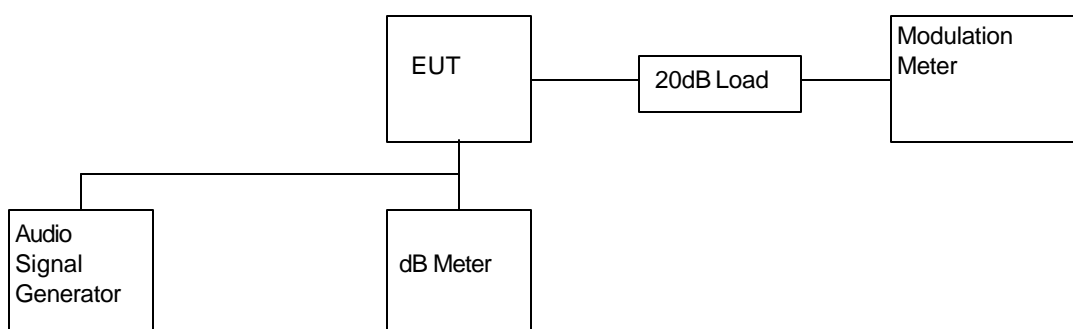 EUT
20dB Load
Modulation
Meter
Audio
Signal
Generator
dB Meter